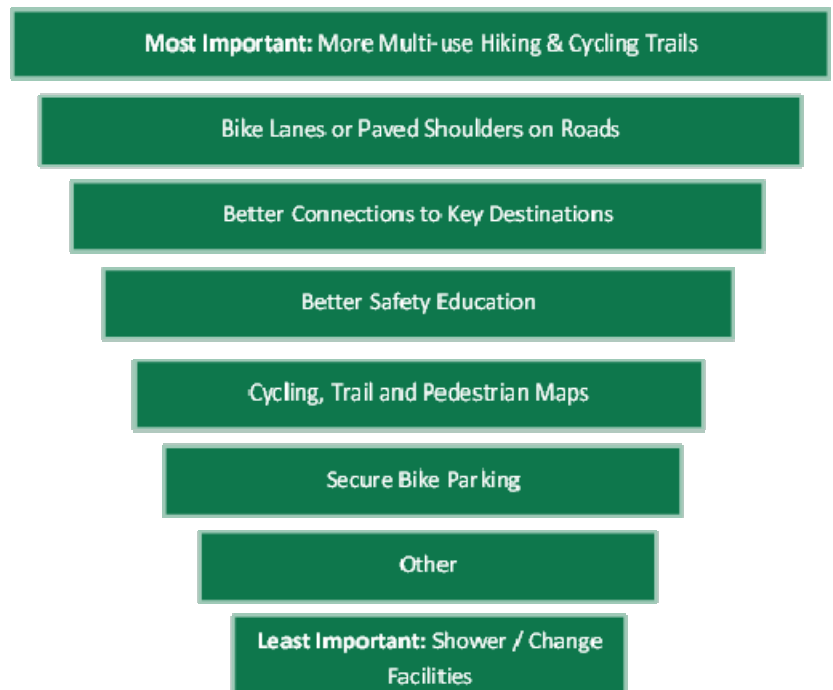 Most Important: More Multi-use Hiking & Cycling Trails
Bike Lanes or Paved Shoulders on Roads
Better Connections to Key Destinations
Better Safety Education
Cycling, Trail and Pedestrian Maps
Secure Bike Parking
Other
Least Important: Shower / Change
Facilities